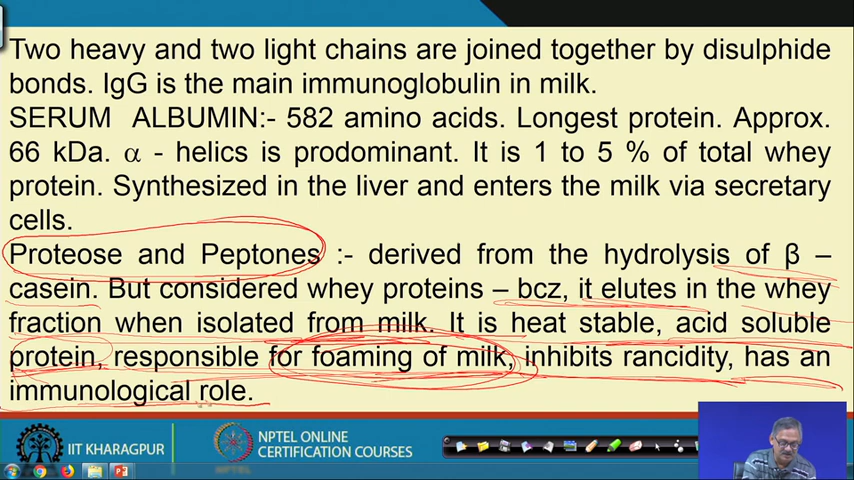 Two heavy and two light chains are joined together by disulphide
bonds. IgG is the main immunoglobulin in milk.
SERUM ALBUMIN:- 582 amino acids. Longest protein. Approx.
66 kDa. α - helics is prodominant. It is 1 to 5 % of total whey
protein. Synthesized in the liver and enters the milk via secretary
cells.
Proteose and Peptones :- derived from the hydrolysis of β –
casein. But considered whey proteins – bcz, it elutes in the whey
fraction when isolated from milk. It is heat stable, acid soluble
protein, responsible for foaming of milk, inhibits rancidity, has an
immunological role.
IIT KHARAGPUR
NPTEL ONLINE
CERTIFICATION COURSES